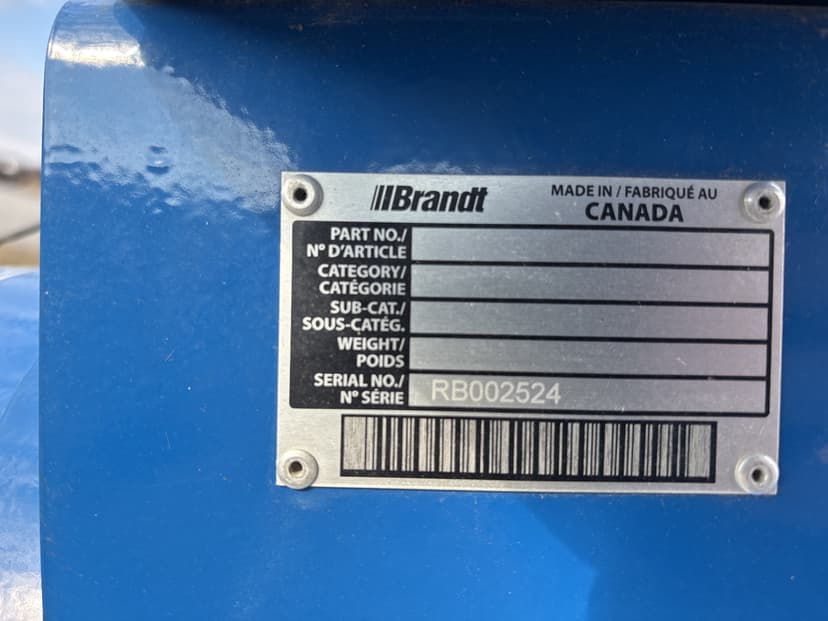 Brandt
MADE IN / FABRIQUÉ AU
CANADA
PART NO./
Nº D'ARTICLE
CATEGORY/
CATÉGORIE
SUB-CAT./
SOUS-CATÉG.
WEIGHT/
POIDS
SERIAL NO./
Nº SÉRIE
RB002524